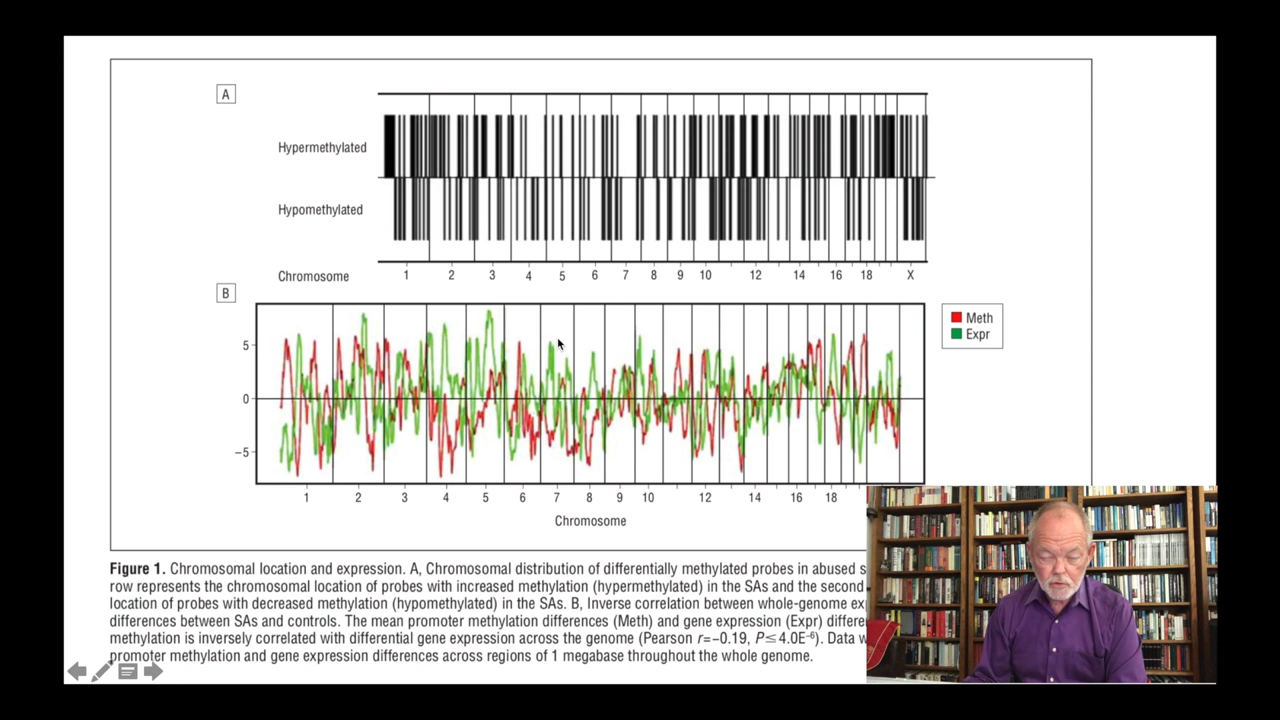 A
Hypermethylated
Hypomethylated
Chromosome 1 2 3 4 5 6 7 8 9 10 12 14 16 18 X
B
Meth
Expr
5
0
−5
1 2 3 4 5 6 7 8 9 10 12 14 16 18
Chromosome
Figure 1. Chromosomal location and expression. A, Chromosomal distribution of differentially methylated probes in abused s
row represents the chromosomal location of probes with increased methylation (hypermethylated) in the SAs and the second
location of probes with decreased methylation (hypomethylated) in the SAs. B, Inverse correlation between whole-genome ex
differences between SAs and controls. The mean promoter methylation differences (Meth) and gene expression (Expr) differe
methylation is inversely correlated with differential gene expression across the genome (Pearson r=−0.19, P≤4.0E⁻⁶). Data w
promoter methylation and gene expression differences across regions of 1 megabase throughout the whole genome.